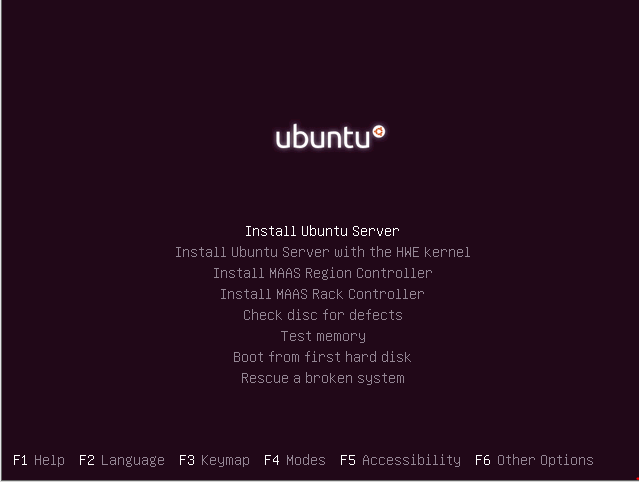 ubuntu
Install Ubuntu Server
Install Ubuntu Server with the HWE kernel
Install MAAS Region Controller
Install MAAS Rack Controller
Check disc for defects
Test memory
Boot from first hard disk
Rescue a broken system
F1 Help F2 Language F3 Keymap F4 Modes F5 Accessibility F6 Other Options